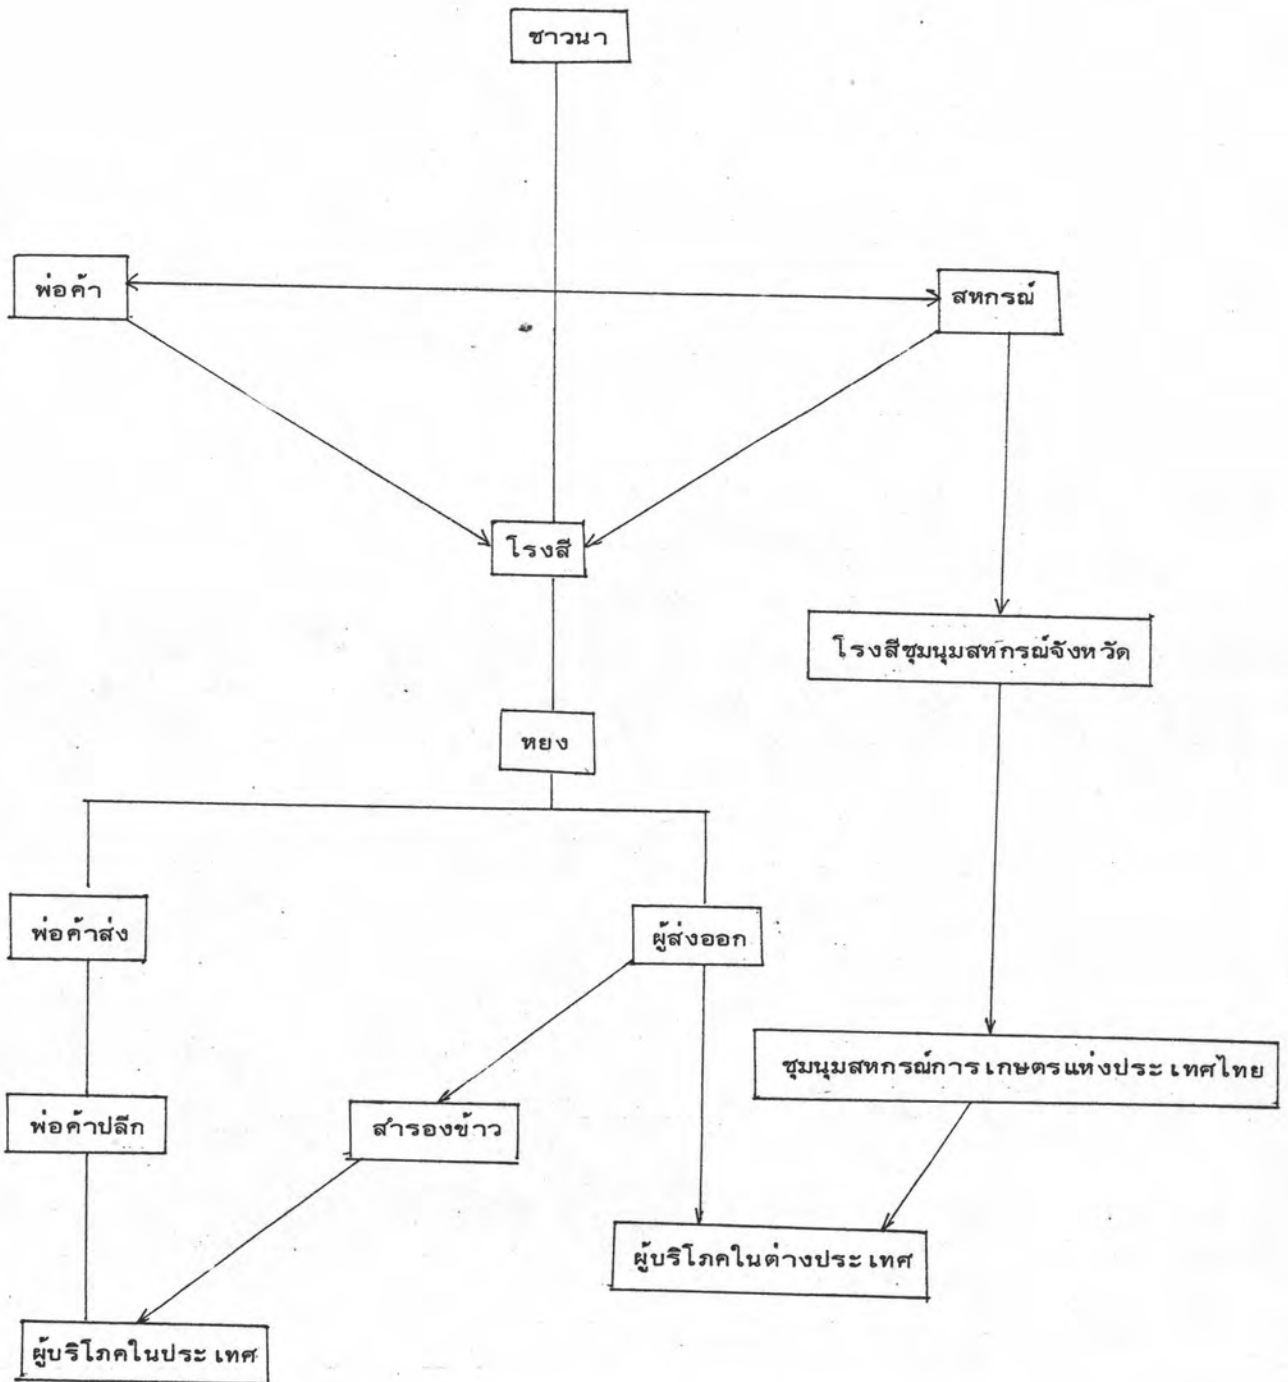 ชาวนา
พ่อค้า
สหกรณ์
โรงสี
โรงสีชุมนุมสหกรณ์จังหวัด
หยง
พ่อค้าส่ง
ผู้ส่งออก
ชุมนุมสหกรณ์การเกษตรแห่งประเทศไทย
พ่อค้าปลีก
สำรองข้าว
ผู้บริโภคในต่างประเทศ
ผู้บริโภคในประเทศ